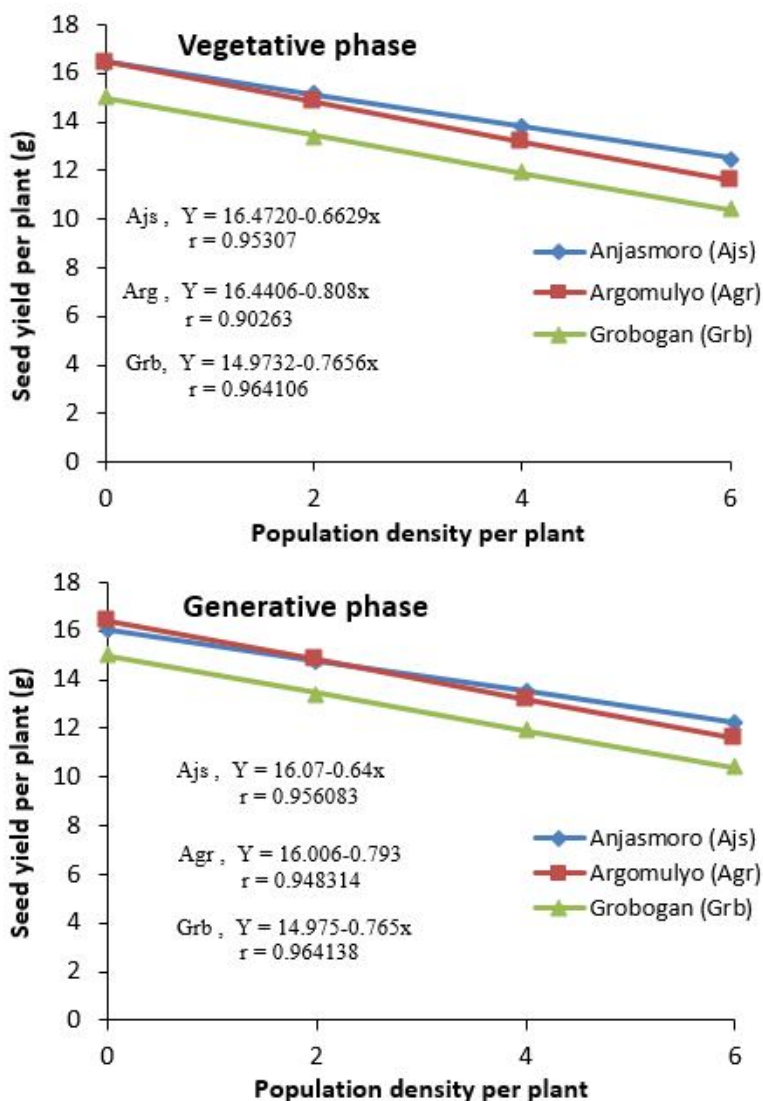 Vegetative phase
Seed yield per plant (g)
18
16
14
12
10
8
6
4
2
0
Ajs , Y = 16.4720-0.6629x
r = 0.95307
Arg , Y = 16.4406-0.808x
r = 0.90263
Grb, Y = 14.9732-0.7656x
r = 0.964106
Anjasmoro (Ajs)
Argomulyo (Agr)
Grobogan (Grb)
0 2 4 6
Population density per plant
Generative phase
Seed yield per plant (g)
18
16
14
12
10
8
6
4
2
0
Ajs , Y = 16.07-0.64x
r = 0.956083
Agr , Y = 16.006-0.793
r = 0.948314
Grb , Y = 14.975-0.765x
r = 0.964138
Anjasmoro (Ajs)
Argomulyo (Agr)
Grobogan (Grb)
0 2 4 6
Population density per plant